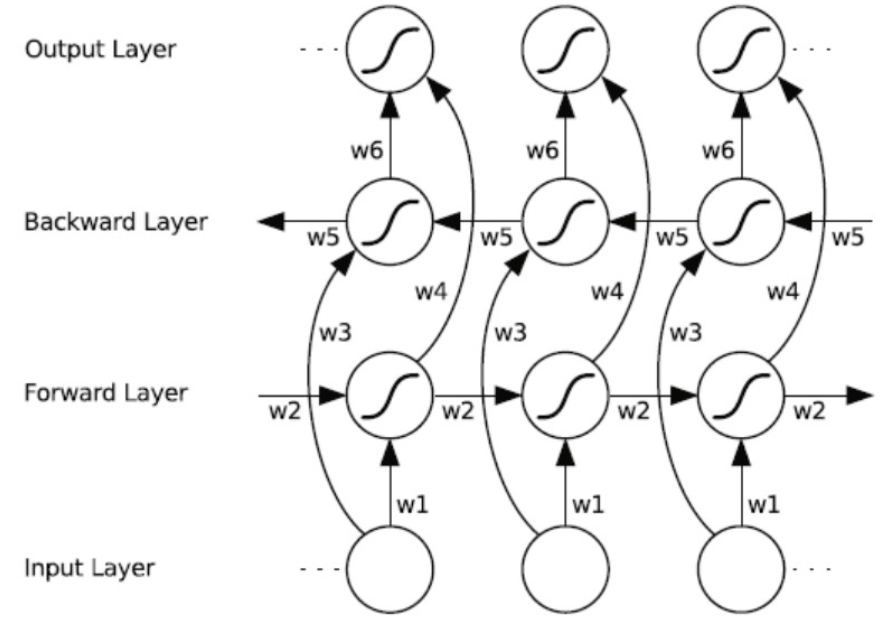 Output Layer
w6 w6 w6
Backward Layer
w5 w5 w5 w5
w4 w4 w4
w3 w3 w3
Forward Layer
w2 w2 w2 w2
w1 w1 w1
Input Layer